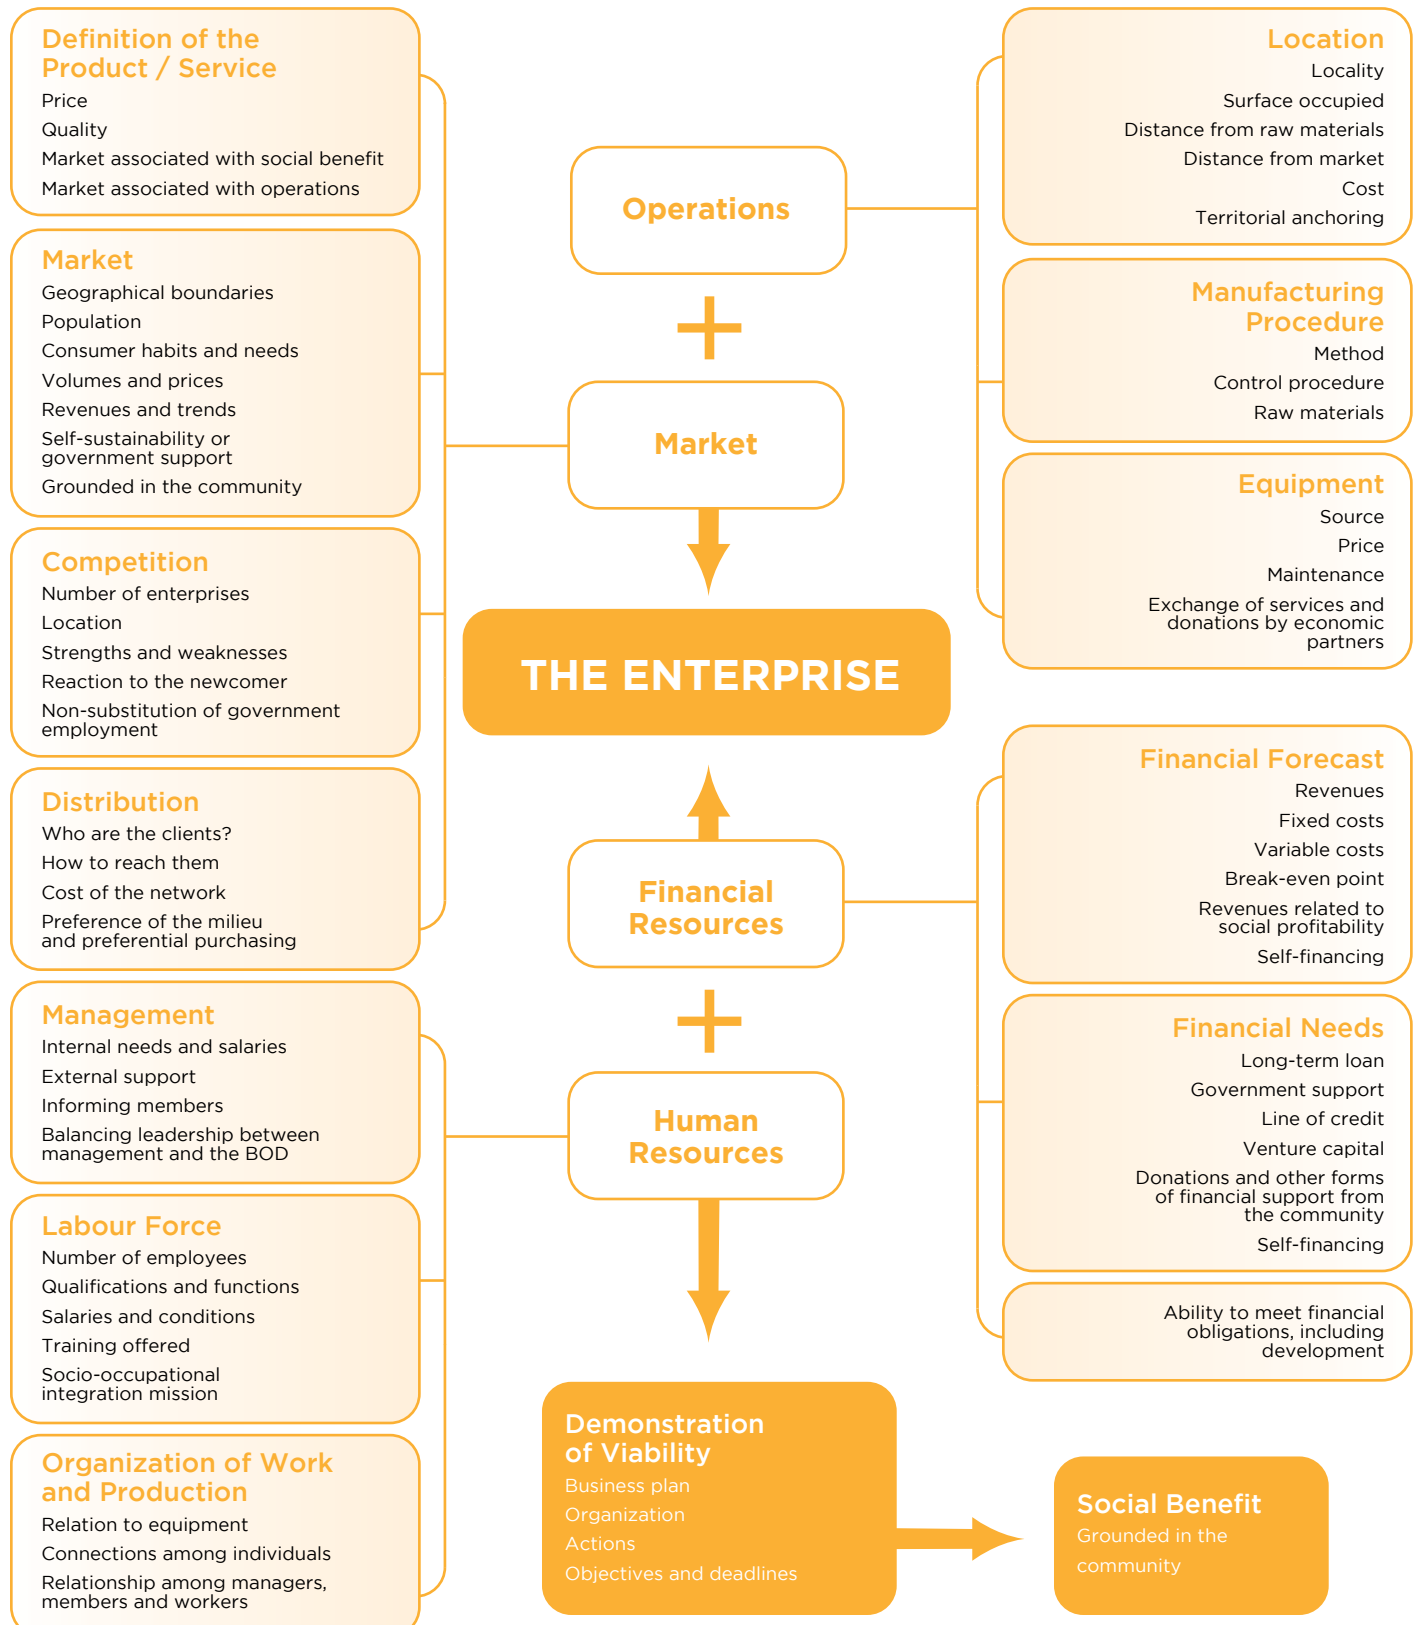 Definition of the
Product / Service
Price
Quality
Market associated with social benefit
Market associated with operations
Market
Geographical boundaries
Population
Consumer habits and needs
Volumes and prices
Revenues and trends
Self-sustainability or
government support
Grounded in the community
Competition
Number of enterprises
Location
Strengths and weaknesses
Reaction to the newcomer
Non-substitution of government
employment
Distribution
Who are the clients?
How to reach them
Cost of the network
Preference of the milieu
and preferential purchasing
Management
Internal needs and salaries
External support
Informing members
Balancing leadership between
management and the BOD
Labour Force
Number of employees
Qualifications and functions
Salaries and conditions
Training offered
Socio-occupational
integration mission
Organization of Work
and Production
Relation to equipment
Connections among individuals
Relationship among managers,
members and workers
Operations
+
Market
THE ENTERPRISE
Financial
Resources
+
Human
Resources
Demonstration
of Viability
Business plan
Organization
Actions
Objectives and deadlines
Location
Locality
Surface occupied
Distance from raw materials
Distance from market
Cost
Territorial anchoring
Manufacturing
Procedure
Method
Control procedure
Raw materials
Equipment
Source
Price
Maintenance
Exchange of services and
donations by economic
partners
Financial Forecast
Revenues
Fixed costs
Variable costs
Break-even point
Revenues related to
social profitability
Self-financing
Financial Needs
Long-term loan
Government support
Line of credit
Venture capital
Donations and other forms
of financial support from
the community
Self-financing
Ability to meet financial
obligations, including
development
Social Benefit
Grounded in the
community